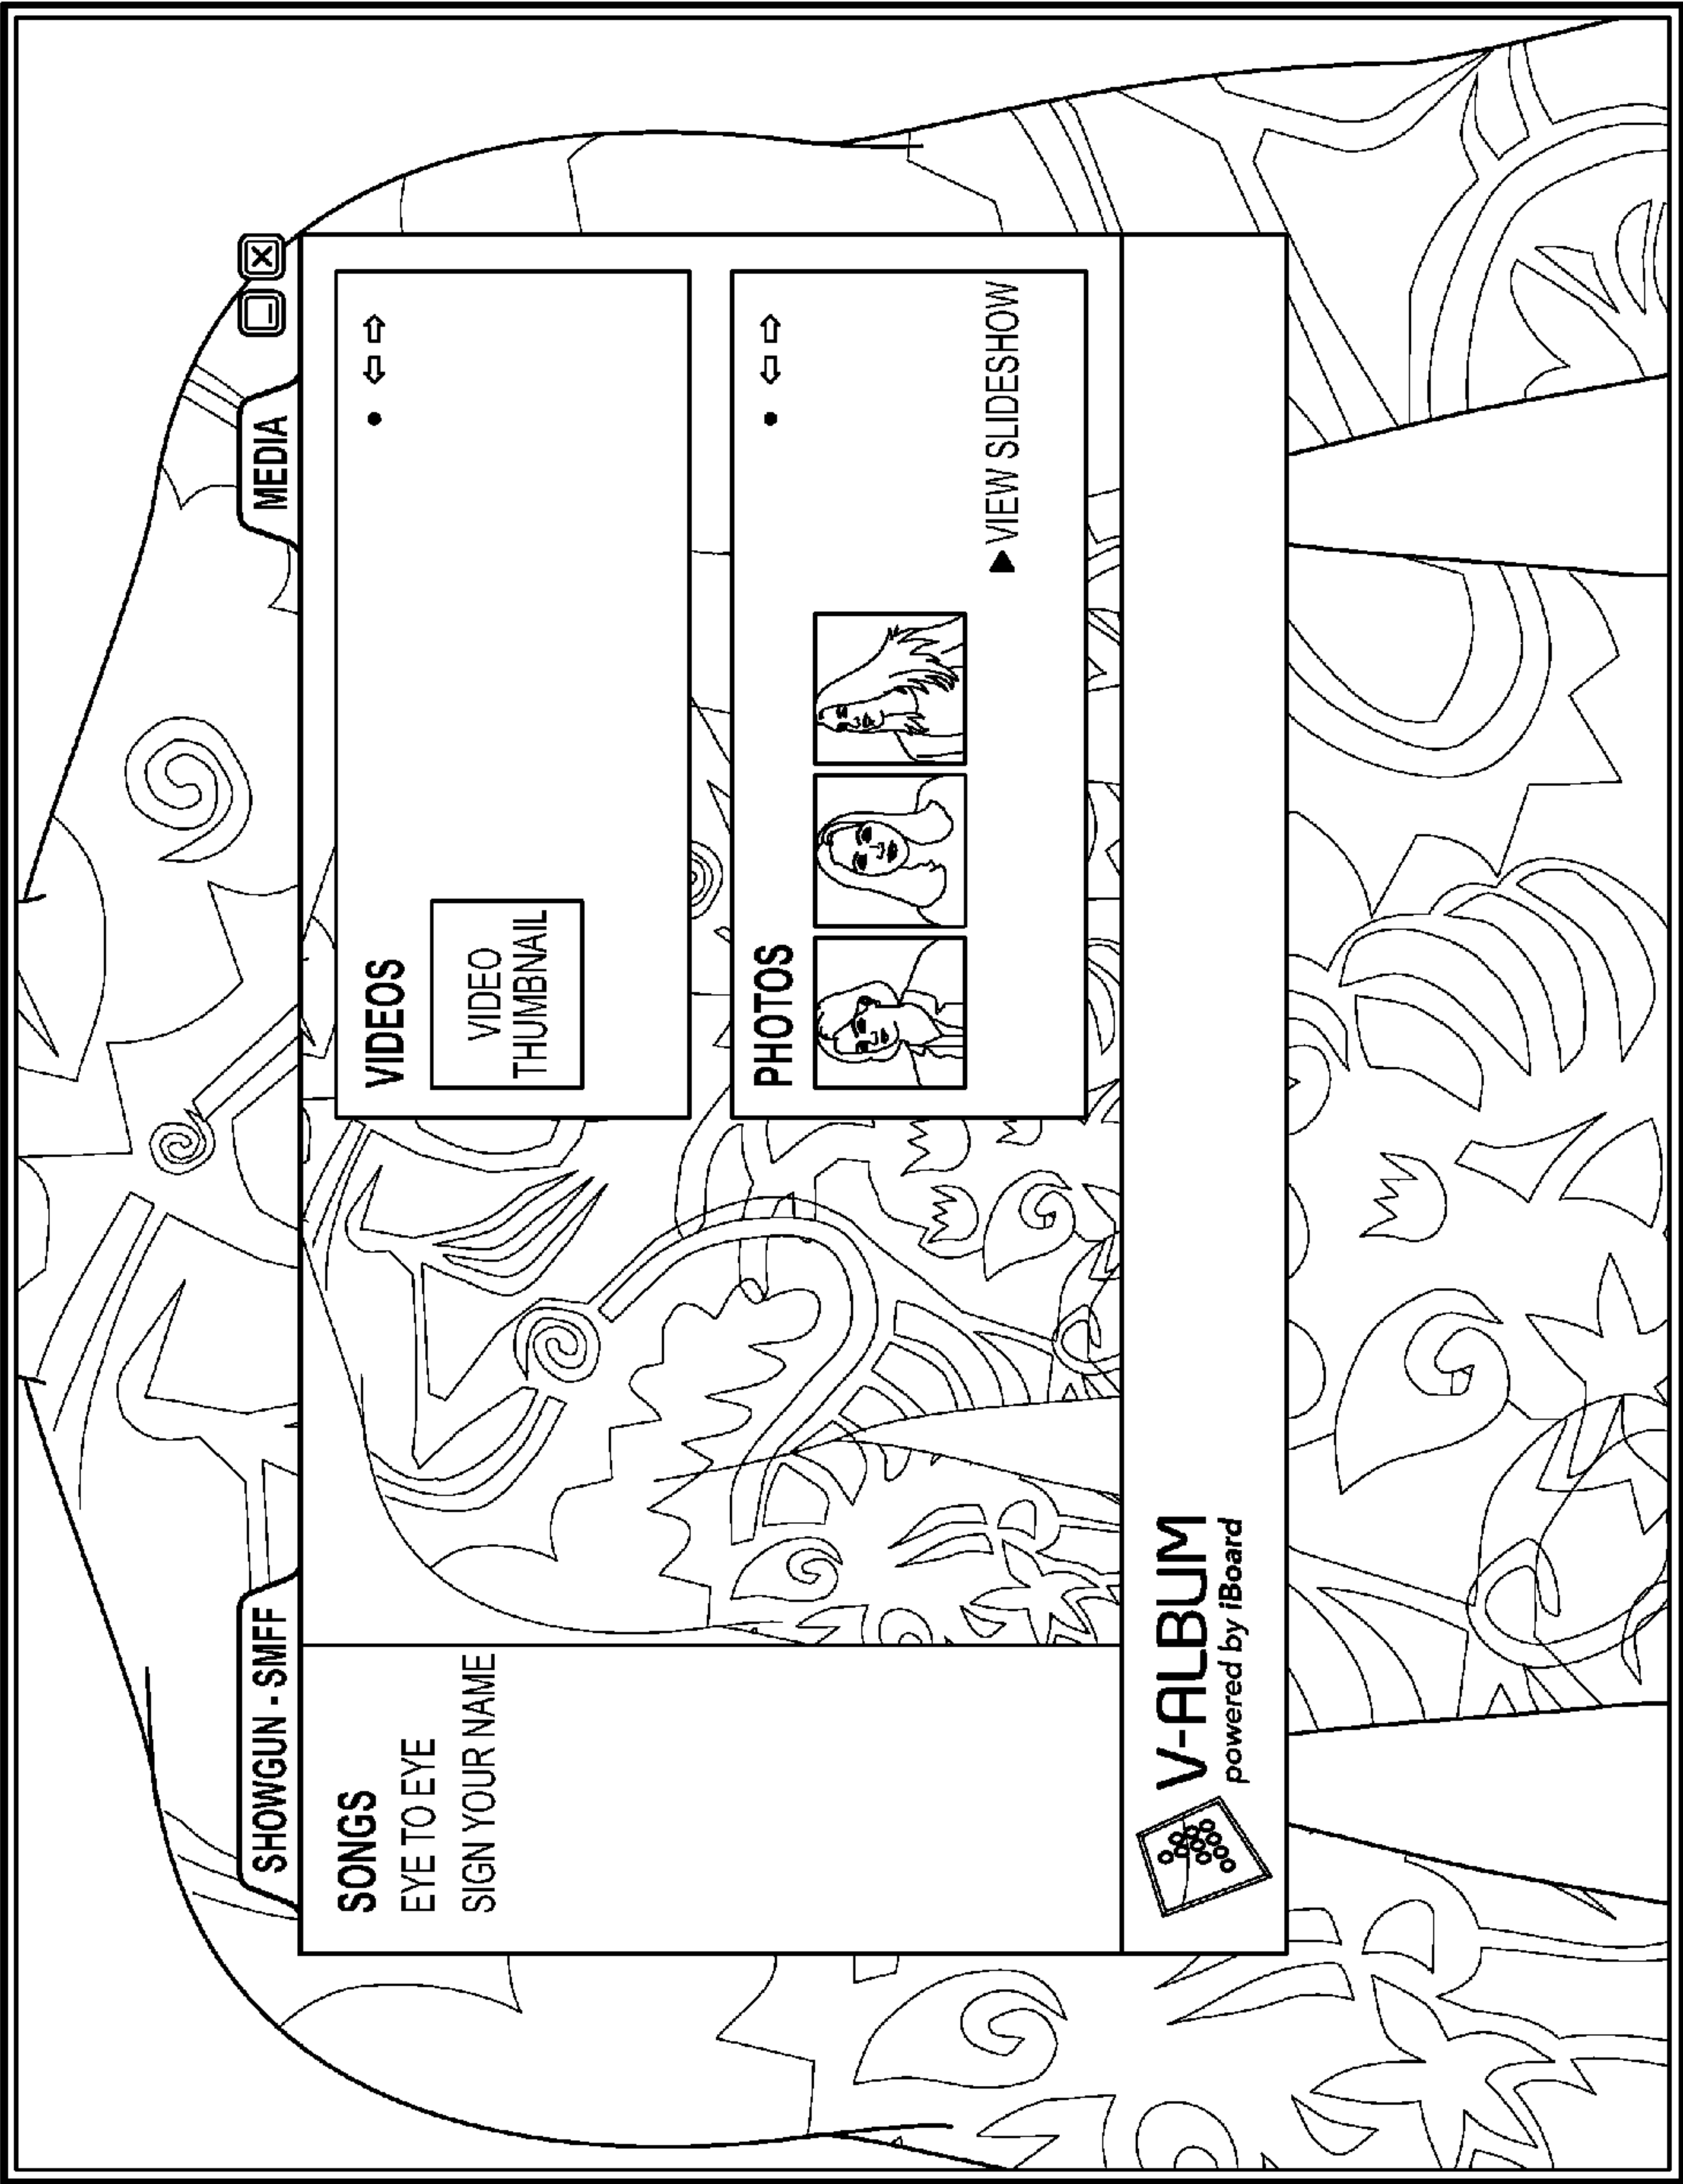 SHOWGUN - SMFF
MEDIA
SONGS
EYE TO EYE
SIGN YOUR NAME
VIDEOS
VIDEO
THUMBNAIL
PHOTOS
VIEW SLIDESHOW
V-ALBUM
powered by iBoard